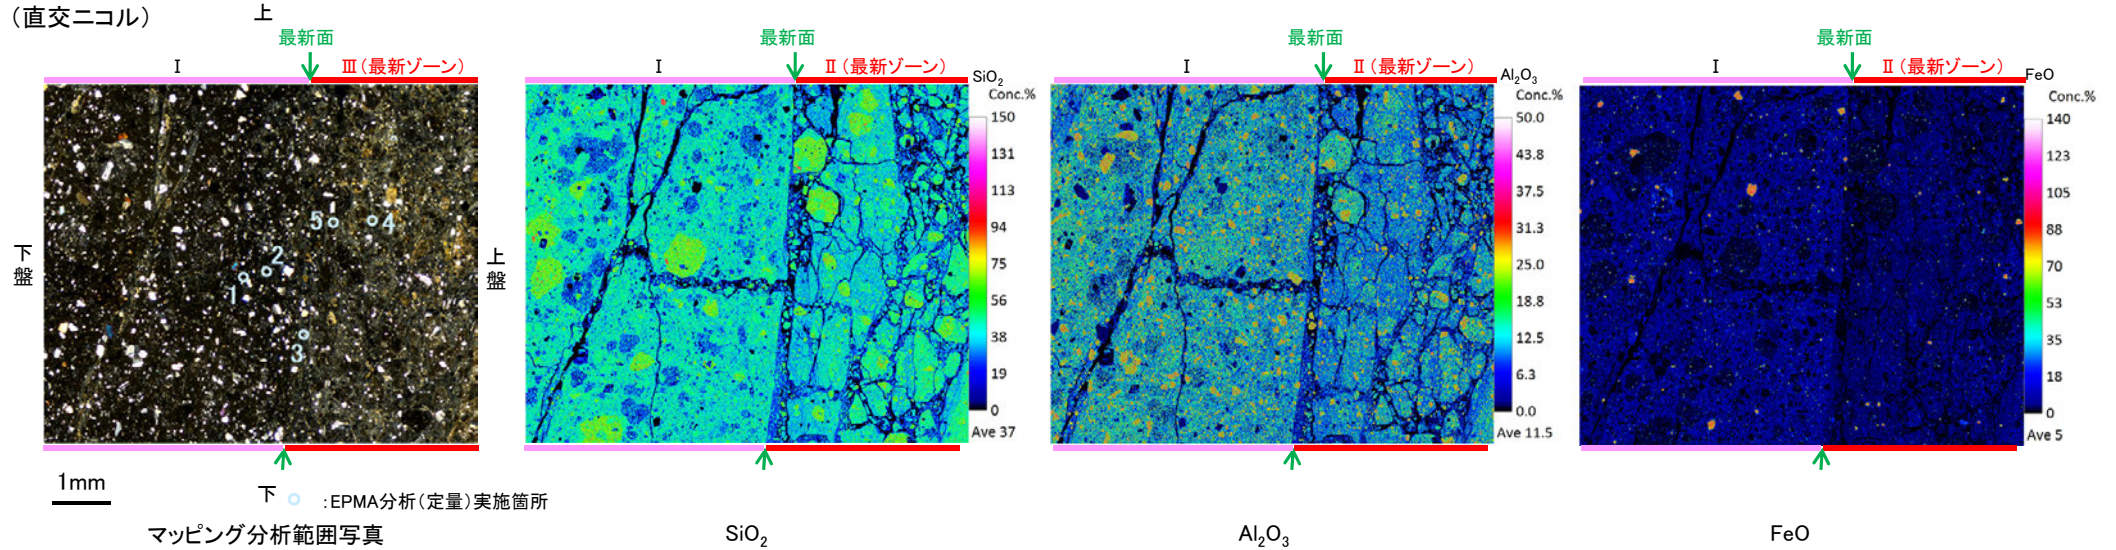 (直交ニコル)
上
最新面
Ⅰ
Ⅲ(最新ゾーン)
下盤
上盤
1
2
3
4
5
1mm
下
:EPMA分析(定量)実施箇所
マッピング分析範囲写真
最新面
Ⅰ
Ⅱ(最新ゾーン)
SiO₂
Conc.%
150
131
113
94
75
56
38
19
0
Ave 37
SiO₂
最新面
Ⅰ
Ⅱ(最新ゾーン)
Al₂O₃
Conc.%
50.0
43.8
37.5
31.3
25.0
18.8
12.5
6.3
0.0
Ave 11.5
Al₂O₃
最新面
Ⅰ
Ⅱ(最新ゾーン)
FeO
Conc.%
140
123
105
88
70
53
35
18
0
Ave 5
FeO